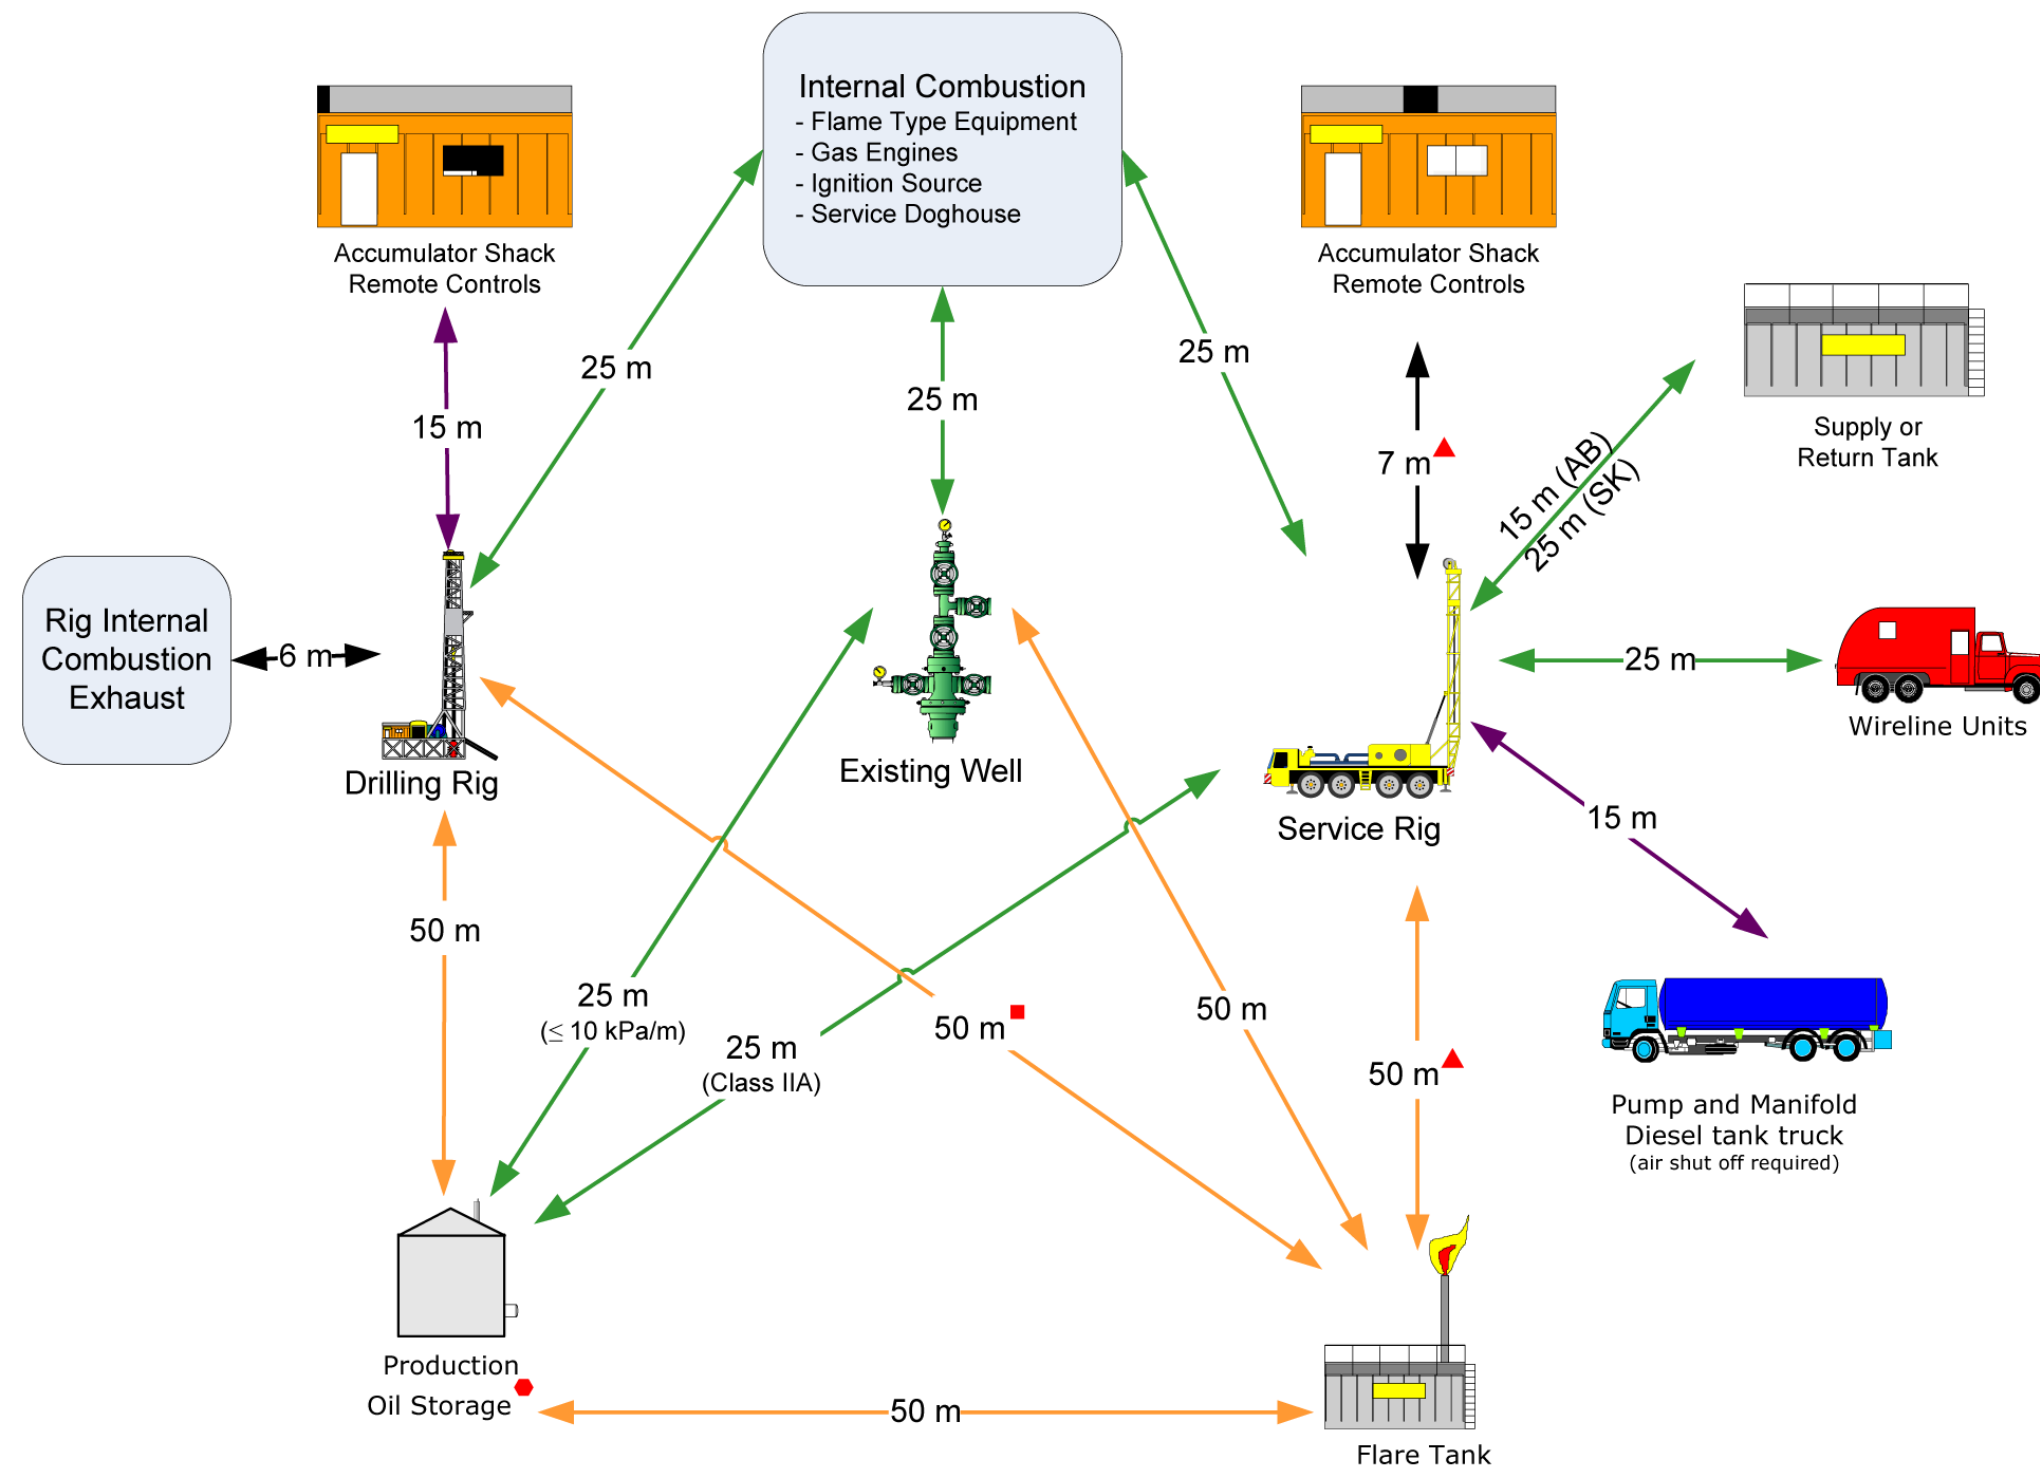 Internal Combustion
- Flame Type Equipment
- Gas Engines
- Ignition Source
- Service Doghouse
Accumulator Shack
Remote Controls
Accumulator Shack
Remote Controls
25 m
25 m
25 m
15 m
7 m
15 m (AB)
25 m (SK)
Supply or
Return Tank
Rig Internal
Combustion
Exhaust
6 m
Drilling Rig
Existing Well
Service Rig
25 m
Wireline Units
15 m
50 m
25 m
(≤ 10 kPa/m)
25 m
(Class IIA)
50 m
50 m
50 m
Pump and Manifold
Diesel tank truck
(air shut off required)
Production
Oil Storage
50 m
Flare Tank